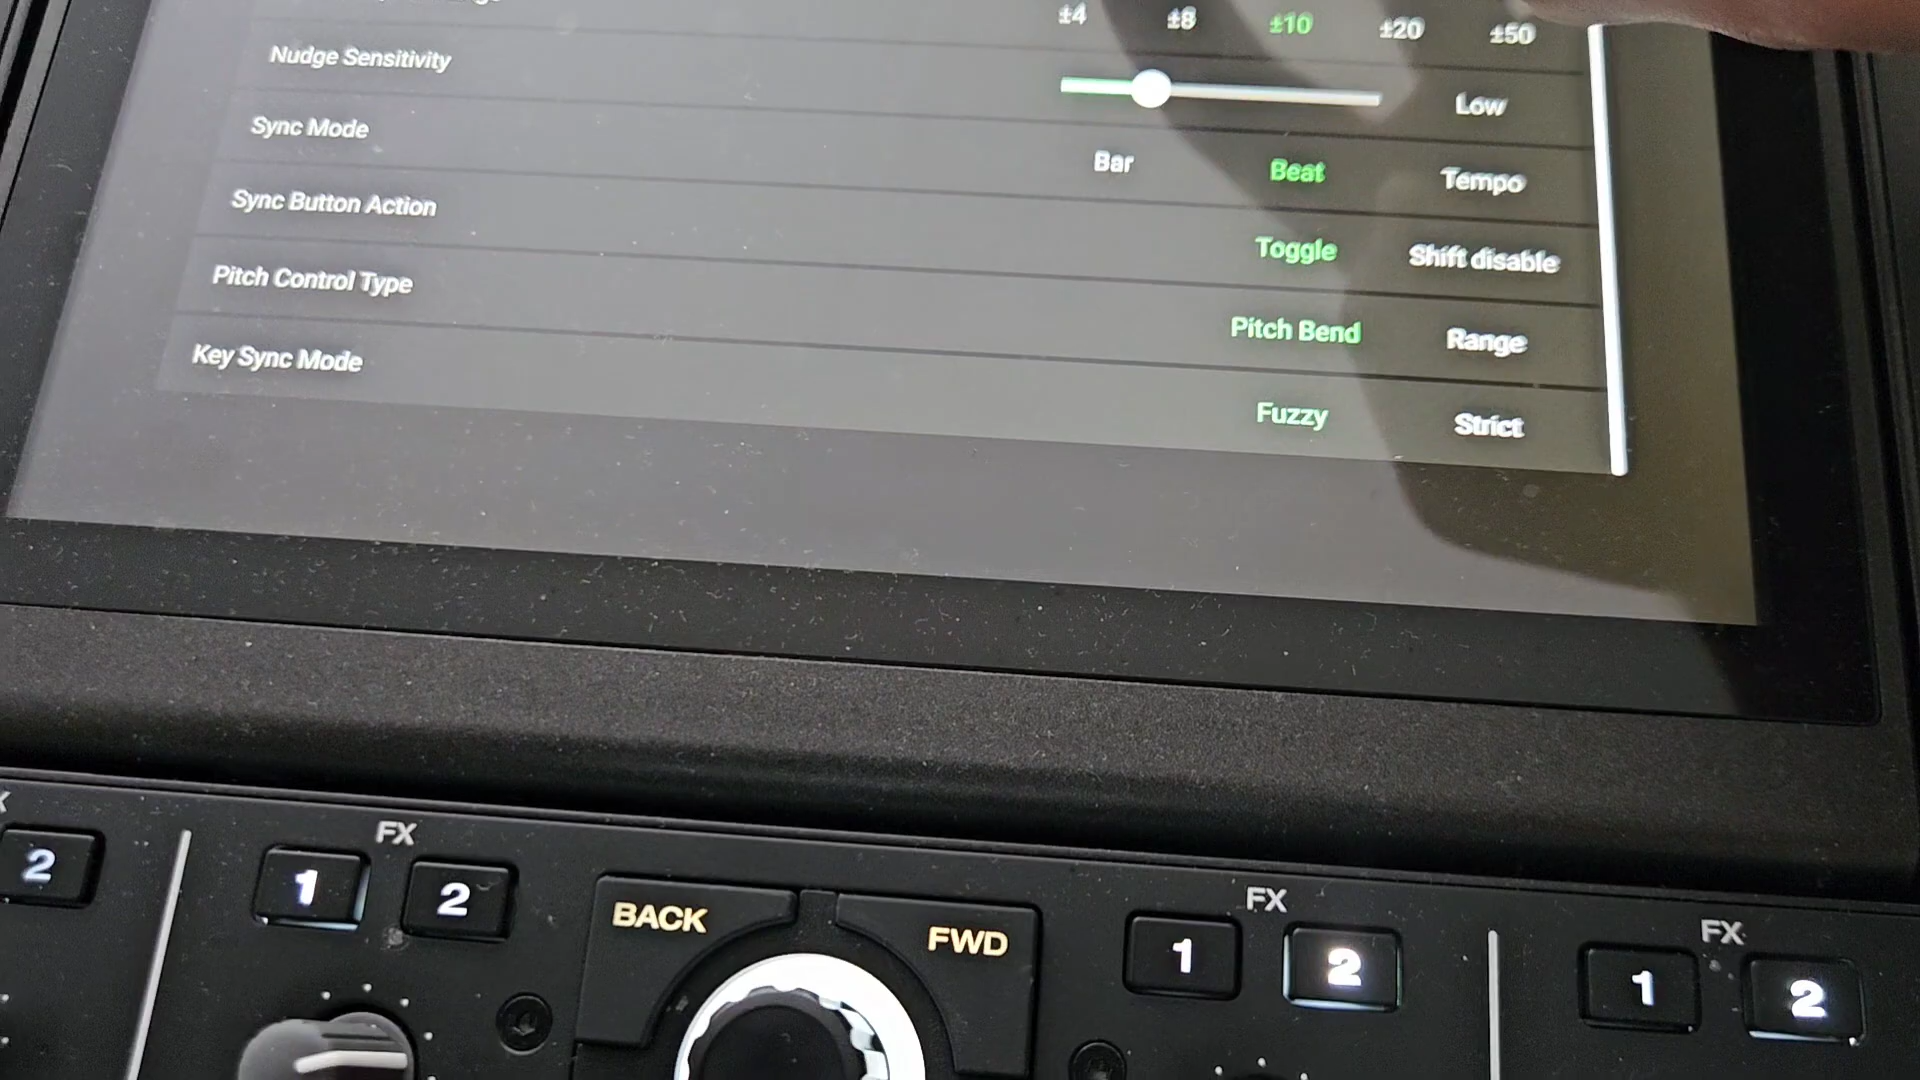 ±4 ±8 ±10 ±20 ±50
Nudge Sensitivity Low
Sync Mode Bar Beat Tempo
Sync Button Action Toggle Shift disable
Pitch Control Type Pitch Bend Range
Key Sync Mode Fuzzy Strict
FX FX FX
2 1 2 BACK FWD 1 2 1 2